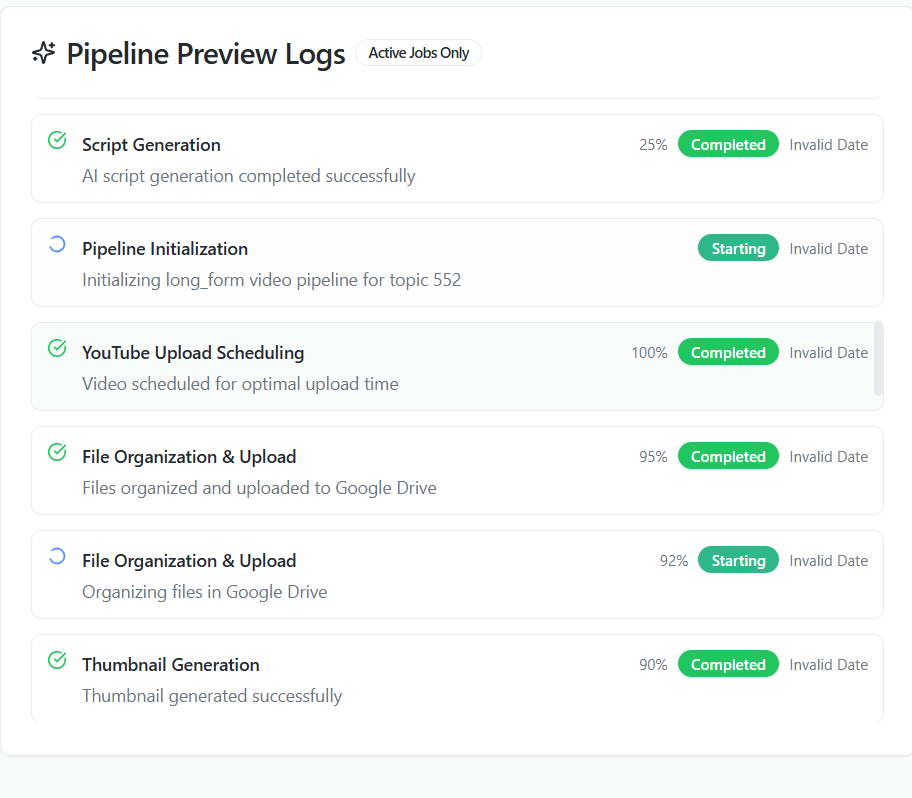 Pipeline Preview Logs Active Jobs Only
Script Generation 25% Completed Invalid Date
AI script generation completed successfully
Pipeline Initialization Starting Invalid Date
Initializing long_form video pipeline for topic 552
YouTube Upload Scheduling 100% Completed Invalid Date
Video scheduled for optimal upload time
File Organization & Upload 95% Completed Invalid Date
Files organized and uploaded to Google Drive
File Organization & Upload 92% Starting Invalid Date
Organizing files in Google Drive
Thumbnail Generation 90% Completed Invalid Date
Thumbnail generated successfully